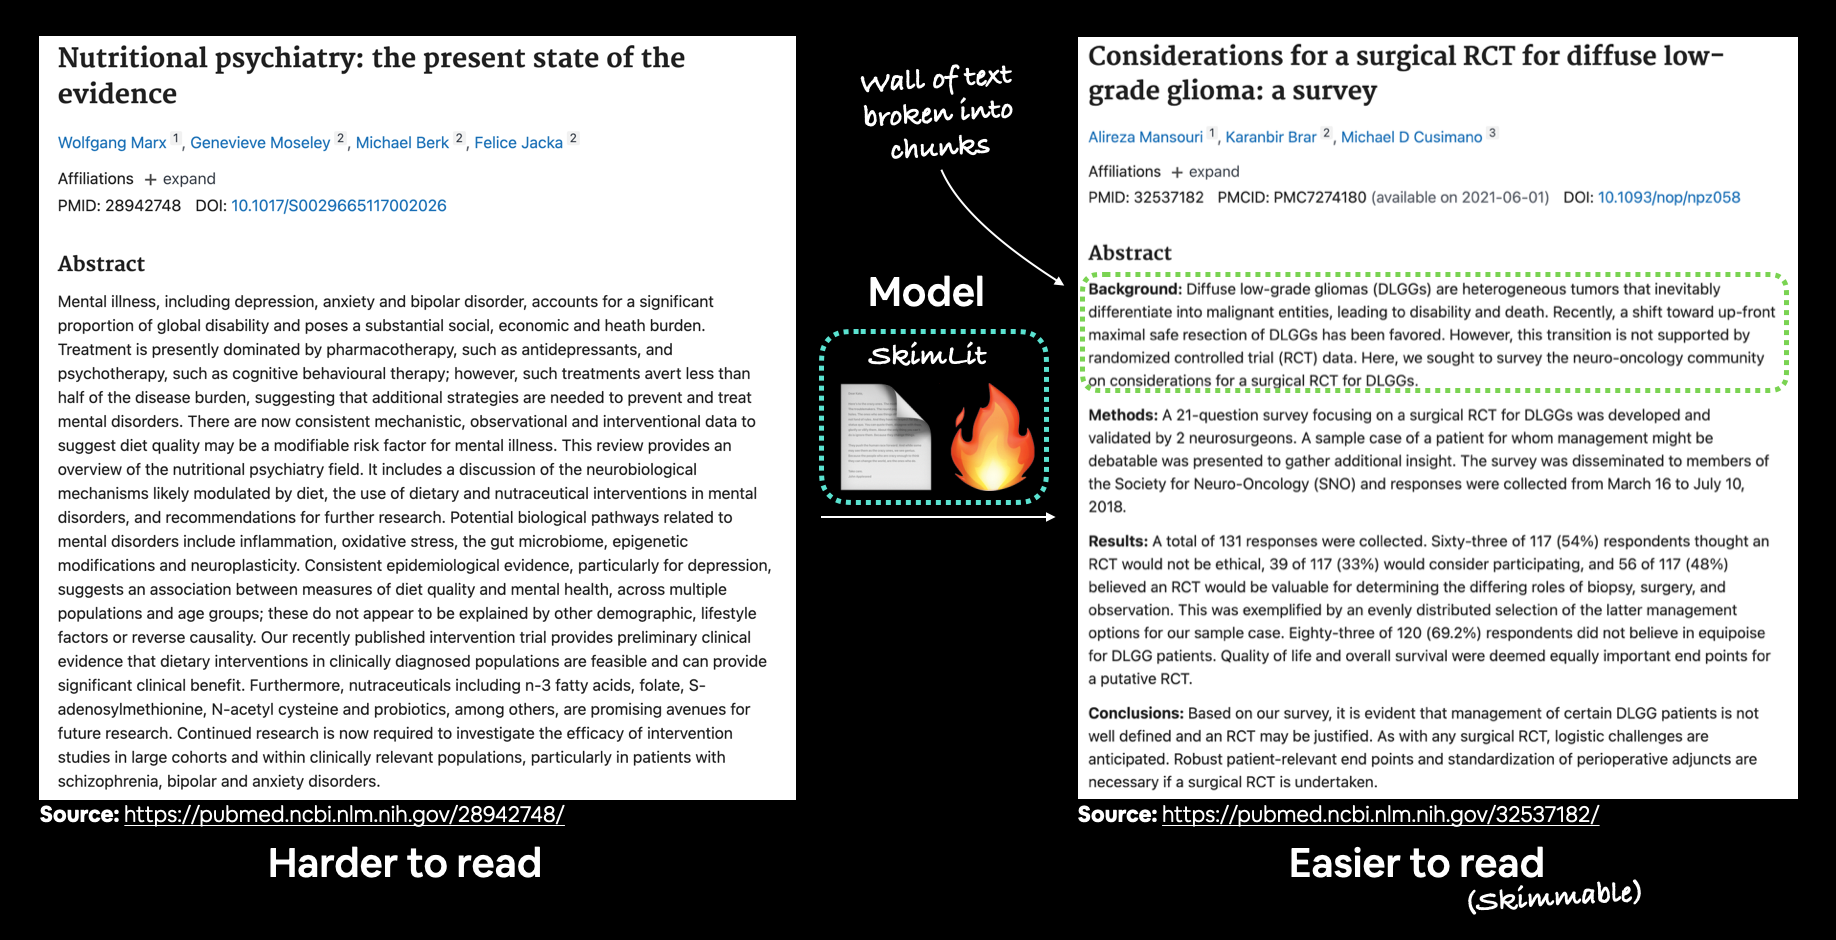 Nutritional psychiatry: the present state of the
evidence
Wolfgang Marx 1, Genevieve Moseley 2, Michael Berk 2, Felice Jacka 2
Affiliations + expand
PMID: 28942748 DOI: 10.1017/S0029665117002026
Abstract
Mental illness, including depression, anxiety and bipolar disorder, accounts for a significant
proportion of global disability and poses a substantial social, economic and heath burden.
Treatment is presently dominated by pharmacotherapy, such as antidepressants, and
psychotherapy, such as cognitive behavioural therapy; however, such treatments avert less than
half of the disease burden, suggesting that additional strategies are needed to prevent and treat
mental disorders. There are now consistent mechanistic, observational and interventional data to
suggest diet quality may be a modifiable risk factor for mental illness. This review provides an
overview of the nutritional psychiatry field. It includes a discussion of the neurobiological
mechanisms likely modulated by diet, the use of dietary and nutraceutical interventions in mental
disorders, and recommendations for further research. Potential biological pathways related to
mental disorders include inflammation, oxidative stress, the gut microbiome, epigenetic
modifications and neuroplasticity. Consistent epidemiological evidence, particularly for depression,
suggests an association between measures of diet quality and mental health, across multiple
populations and age groups; these do not appear to be explained by other demographic, lifestyle
factors or reverse causality. Our recently published intervention trial provides preliminary clinical
evidence that dietary interventions in clinically diagnosed populations are feasible and can provide
significant clinical benefit. Furthermore, nutraceuticals including n-3 fatty acids, folate, S-
adenosylmethionine, N-acetyl cysteine and probiotics, among others, are promising avenues for
future research. Continued research is now required to investigate the efficacy of intervention
studies in large cohorts and within clinically relevant populations, particularly in patients with
schizophrenia, bipolar and anxiety disorders.
Source: https://pubmed.ncbi.nlm.nih.gov/28942748/
Harder to read
Wall of text
broken into
chunks
Model
SkimLit
Considerations for a surgical RCT for diffuse low-
grade glioma: a survey
Alireza Mansouri 1, Karanbir Brar 2, Michael D Cusimano 3
Affiliations + expand
PMID: 32537182 PMCID: PMC7274180 (available on 2021-06-01) DOI: 10.1093/nop/npz058
Abstract
Background: Diffuse low-grade gliomas (DLGGs) are heterogeneous tumors that inevitably
differentiate into malignant entities, leading to disability and death. Recently, a shift toward up-front
maximal safe resection of DLGGs has been favored. However, this transition is not supported by
randomized controlled trial (RCT) data. Here, we sought to survey the neuro-oncology community
on considerations for a surgical RCT for DLGGs.
Methods: A 21-question survey focusing on a surgical RCT for DLGGs was developed and
validated by 2 neurosurgeons. A sample case of a patient for whom management might be
debatable was presented to gather additional insight. The survey was disseminated to members of
the Society for Neuro-Oncology (SNO) and responses were collected from March 16 to July 10,
2018.
Results: A total of 131 responses were collected. Sixty-three of 117 (54%) respondents thought an
RCT would not be ethical, 39 of 117 (33%) would consider participating, and 56 of 117 (48%)
believed an RCT would be valuable for determining the differing roles of biopsy, surgery, and
observation. This was exemplified by an evenly distributed selection of the latter management
options for our sample case. Eighty-three of 120 (69.2%) respondents did not believe in equipoise
for DLGG patients. Quality of life and overall survival were deemed equally important end points for
a putative RCT.
Conclusions: Based on our survey, it is evident that management of certain DLGG patients is not
well defined and an RCT may be justified. As with any surgical RCT, logistic challenges are
anticipated. Robust patient-relevant end points and standardization of perioperative adjuncts are
necessary if a surgical RCT is undertaken.
Source: https://pubmed.ncbi.nlm.nih.gov/32537182/
Easier to read
(Skimmable)